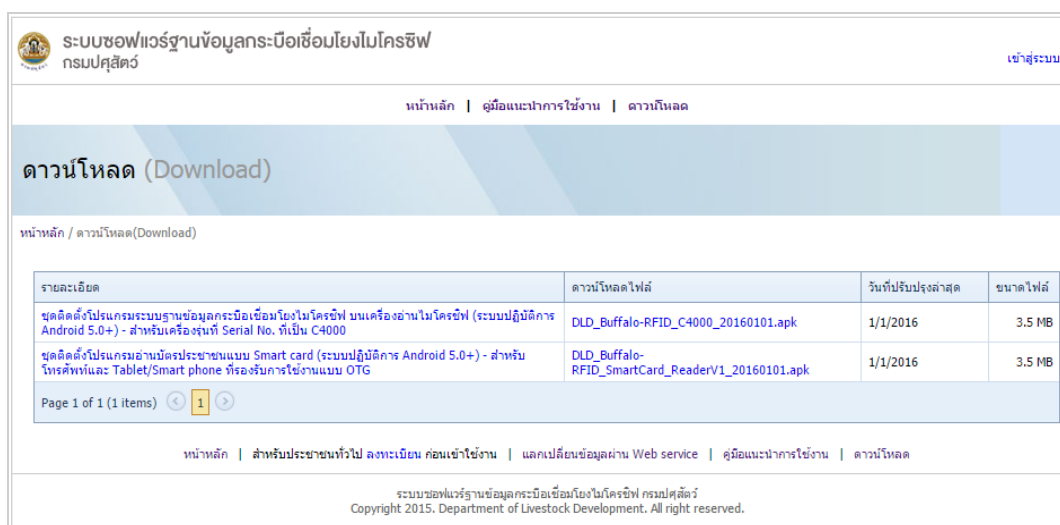 ระบบซอฟแวร์ฐานข้อมูลกระบือเชื่อมโยงไมโครชิฟ
กรมปศุสัตว์
เข้าสู่ระบบ
หน้าหลัก | คู่มือแนะนำการใช้งาน | ดาวน์โหลด
ดาวน์โหลด (Download)
หน้าหลัก / ดาวน์โหลด(Download)
รายละเอียด ดาวน์โหลดไฟล์ วันที่ปรับปรุงล่าสุด ขนาดไฟล์
ชุดติดตั้งโปรแกรมระบบฐานข้อมูลกระบือเชื่อมโยงไมโครชิฟ บนเครื่องอ่านไมโครชิฟ (ระบบปฏิบัติการ
Android 5.0+) - สำหรับเครื่องรุ่นที่ Serial No. ที่เป็น C4000
DLD_Buffalo-RFID_C4000_20160101.apk
1/1/2016
3.5 MB
ชุดติดตั้งโปรแกรมอ่านบัตรประชาชนแบบ Smart card (ระบบปฏิบัติการ Android 5.0+) - สำหรับ
โทรศัพท์และ Tablet/Smart phone ที่รองรับการใช้งานแบบ OTG
DLD_Buffalo-
RFID_SmartCard_ReaderV1_20160101.apk
1/1/2016
3.5 MB
Page 1 of 1 (1 items) 1
หน้าหลัก | สำหรับประชาชนทั่วไป ลงทะเบียน ก่อนเข้าใช้งาน | แลกเปลี่ยนข้อมูลผ่าน Web service | คู่มือแนะนำการใช้งาน | ดาวน์โหลด
ระบบซอฟแวร์ฐานข้อมูลกระบือเชื่อมโยงไมโครชิฟ กรมปศุสัตว์
Copyright 2015. Department of Livestock Development. All right reserved.